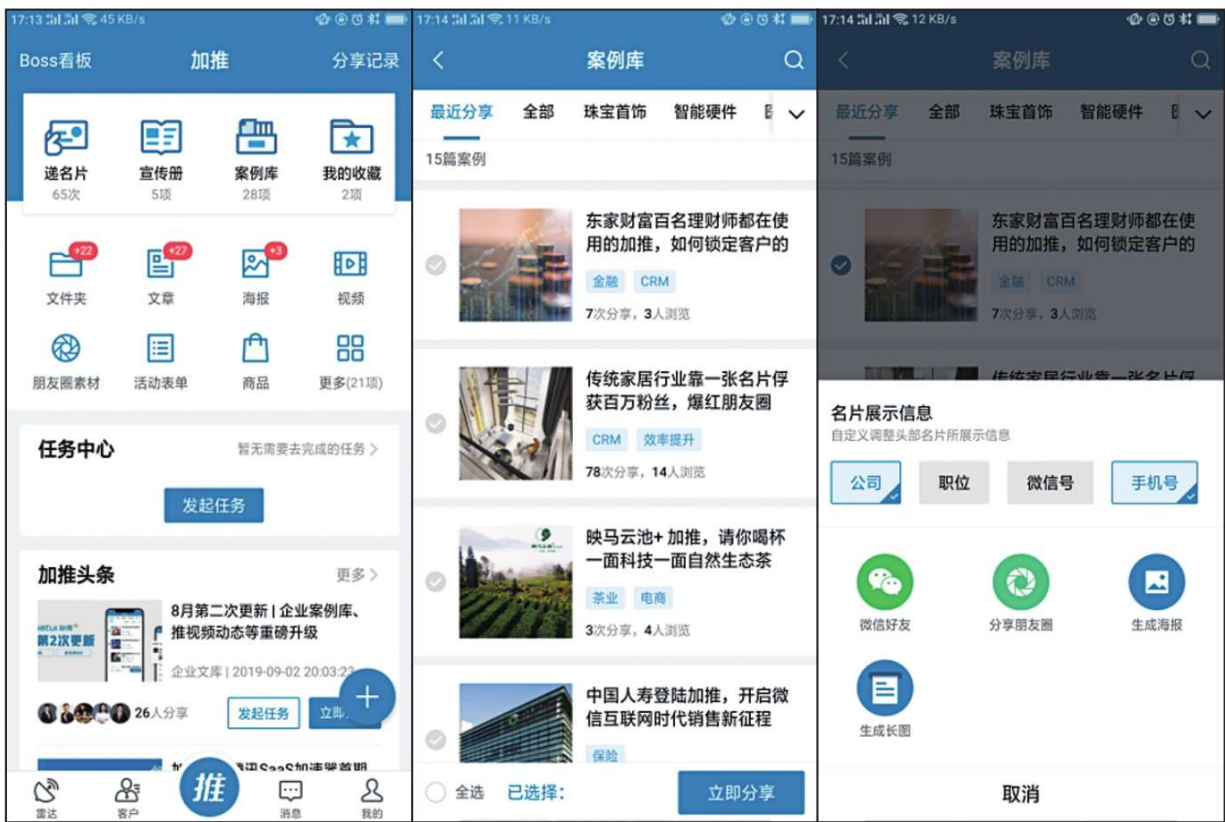 17:13 45 KB/s
Boss看板 加推 分享记录
递名片 宣传册 案例库 我的收藏
65次 5项 28项 2项
+22 +27 +3
文件夹 文章 海报 视频
朋友圈素材 活动表单 商品 更多(21项)
任务中心 暂无需要去完成的任务
发起任务
加推头条 更多
第2次更新
8月第二次更新 | 企业案例库、
推视频动态等重磅升级
企业文库 | 2019-09-02 20:03:23
26人分享 发起任务 立即
雷达 客户 推 消息 我的
17:14 11 KB/s
案例库
最近分享 全部 珠宝首饰 智能硬件
15篇案例
东家财富百名理财师都在使
用的加推，如何锁定客户的
金融 CRM
7次分享，3人浏览
传统家居行业靠一张名片俘
获百万粉丝，爆红朋友圈
CRM 效率提升
78次分享，14人浏览
映马云池+ 加推，请你喝杯
一面科技一面自然生态茶
茶业 电商
3次分享，4人浏览
中国人寿登陆加推，开启微
信互联网时代销售新征程
保险
全选 已选择： 立即分享
17:14 12 KB/s
案例库
最近分享 全部 珠宝首饰 智能硬件
15篇案例
东家财富百名理财师都在使
用的加推，如何锁定客户的
金融 CRM
7次分享，3人浏览
传统家居行业靠一张名片俘
名片展示信息
自定义调整头部名片所展示信息
公司 职位 微信号 手机号
微信好友 分享朋友圈 生成海报
生成长图
取消